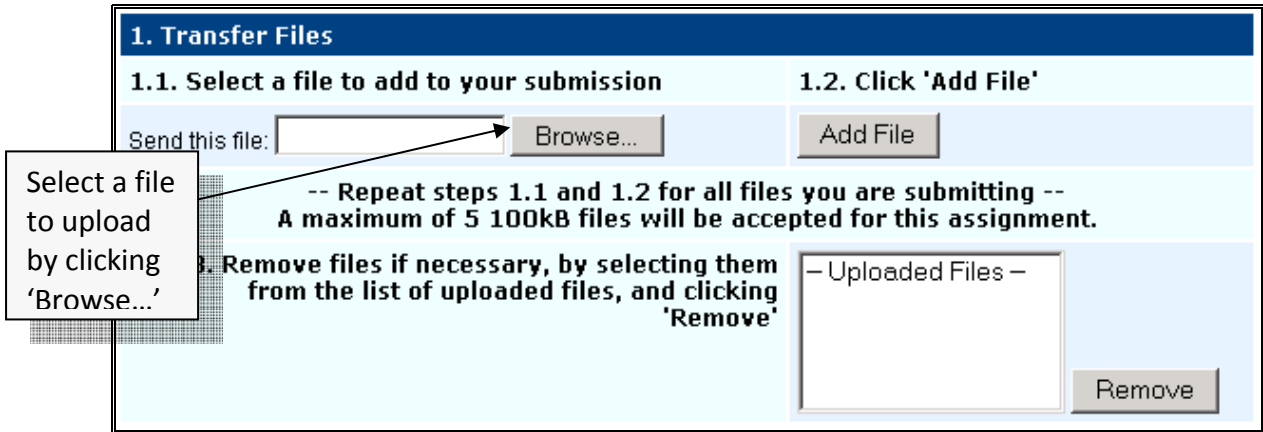 1. Transfer Files
1.1. Select a file to add to your submission
1.2. Click 'Add File'
Send this file:
Browse...
Add File
Select a file
to upload
by clicking
‘Browse…’
-- Repeat steps 1.1 and 1.2 for all files you are submitting --
A maximum of 5 100kB files will be accepted for this assignment.
3. Remove files if necessary, by selecting them
from the list of uploaded files, and clicking
'Remove'
– Uploaded Files –
Remove